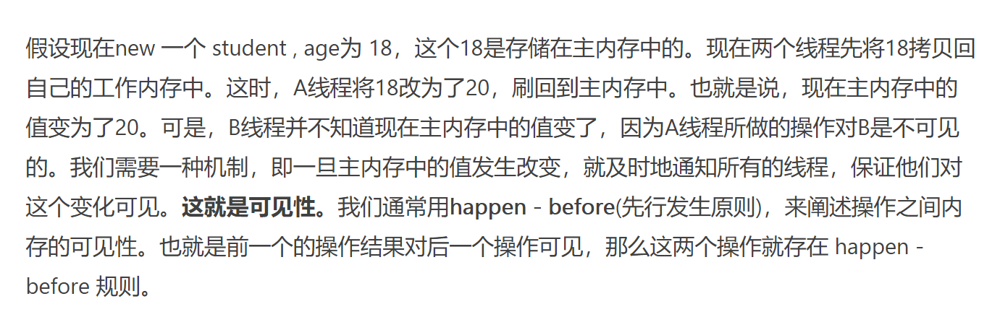 假设现在new 一个 student , age为 18，这个18是存储在主内存中的。现在两个线程先将18拷贝回
自己的工作内存中。这时，A线程将18改为了20，刷回到主内存中。也就是说，现在主内存中的
值变为了20。可是，B线程并不知道现在主内存中的值变了，因为A线程所做的操作对B是不可见
的。我们需要一种机制，即一旦主内存中的值发生改变，就及时地通知所有的线程，保证他们对
这个变化可见。这就是可见性。我们通常用happen - before(先行发生原则)，来阐述操作之间内
存的可见性。也就是前一个的操作结果对后一个操作可见，那么这两个操作就存在 happen -
before 规则。